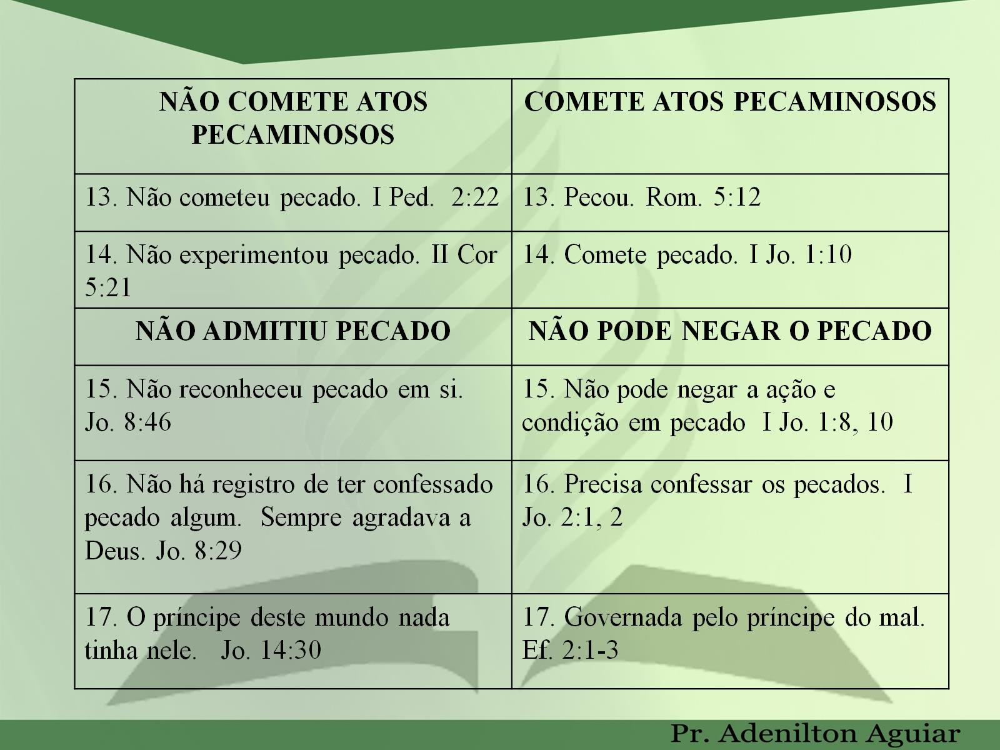 NÃO COMETE ATOS
PECAMINOSOS
COMETE ATOS PECAMINOSOS
13. Não cometeu pecado. I Ped. 2:22
13. Pecou. Rom. 5:12
14. Não experimentou pecado. II Cor
5:21
14. Comete pecado. I Jo. 1:10
NÃO ADMITIU PECADO
NÃO PODE NEGAR O PECADO
15. Não reconheceu pecado em si.
Jo. 8:46
15. Não pode negar a ação e
condição em pecado I Jo. 1:8, 10
16. Não há registro de ter confessado
pecado algum. Sempre agradava a
Deus. Jo. 8:29
16. Precisa confessar os pecados. I
Jo. 2:1, 2
17. O príncipe deste mundo nada
tinha nele. Jo. 14:30
17. Governada pelo príncipe do mal.
Ef. 2:1-3
Pr. Adenilton Aguiar